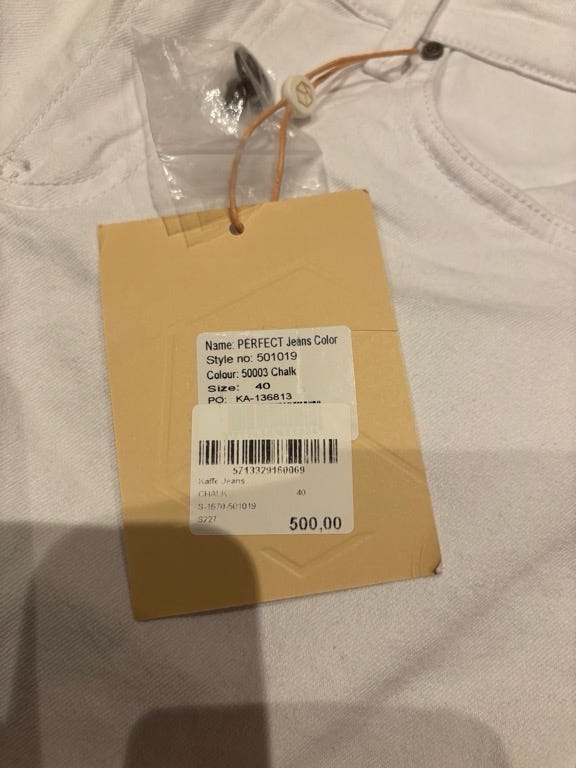 Name: PERFECT Jeans Color
Style no: 501019
Colour: 50003 Chalk
Size: 40
PO: KA-136813
5713329160069
Kaffe Jeans
CHALK 40
S-1670-501019
S227
500,00